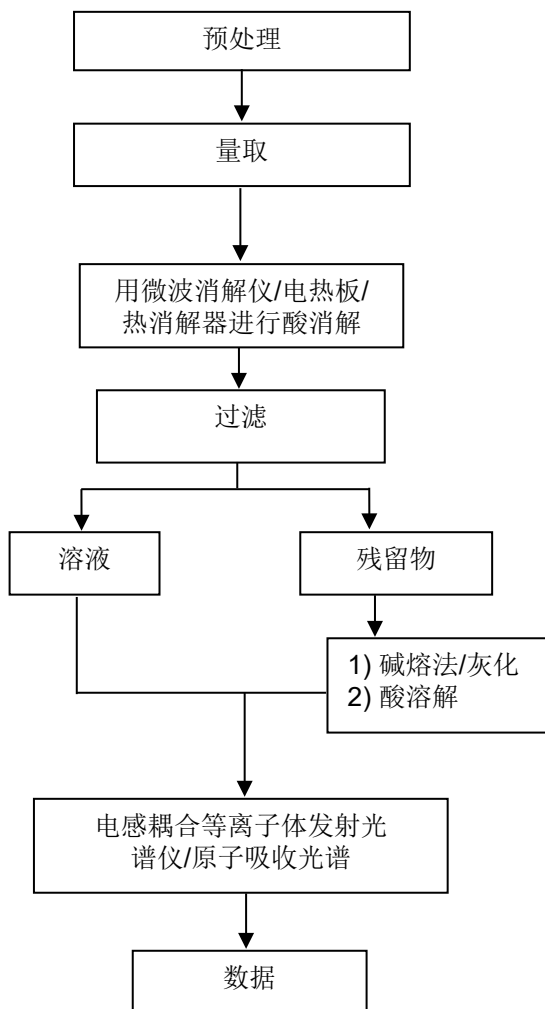 预处理
量取
用微波消解仪/电热板/
热消解器进行酸消解
过滤
溶液
残留物
1) 碱熔法/灰化
2) 酸溶解
电感耦合等离子体发射光
谱仪/原子吸收光谱
数据